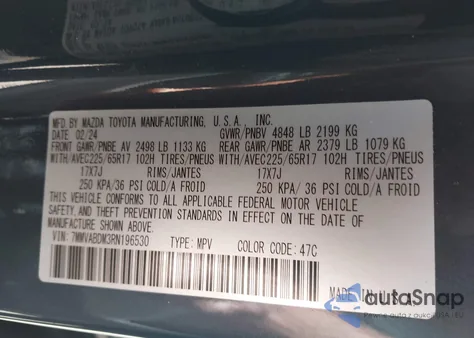 MFD.BY MAZDA TOYOTA MANUFACTURING, U.S.A., INC.
DATE 02/24 GVWR/PNBV 4848 LB 2199 KG
FRONT GAWR/PNBE AV 2498 LB 1133 KG REAR GAWR/PNBE AR 2379 LB 1079 KG
WITH/AVEC225/65R17 102H TIRES/PNEUS WITH/AVEC225/65R17 102H TIRES/PNEUS
17X7J RIMS/JANTES 17X7J RIMS/JANTES
250 KPA/ 36 PSI COLD/A FROID 250 KPA/ 36 PSI COLD/A FROID
THIS VEHICLE CONFORMS TO ALL APPLICABLE FEDERAL MOTOR VEHICLE
SAFETY AND THEFT PREVENTION STANDARDS IN EFFECT ON THE DATE OF
MANUFACTURE SHOWN ABOVE.
VIN: 7MMVABDM3RN196530 TYPE: MPV COLOR CODE: 47C
MADE IN U.S.A.
autoSnap